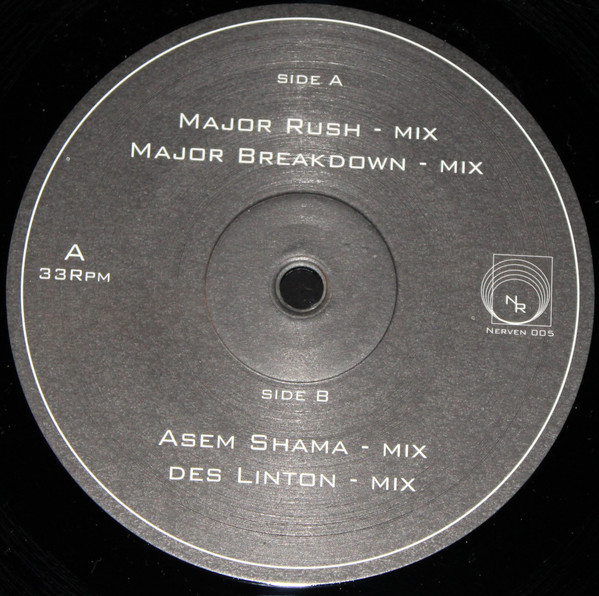 SIDE A
MAJOR RUSH - MIX
MAJOR BREAKDOWN - MIX
A
33RPM
NR
NERVEN 005
SIDE B
ASEM SHAMA - MIX
DES LINTON - MIX